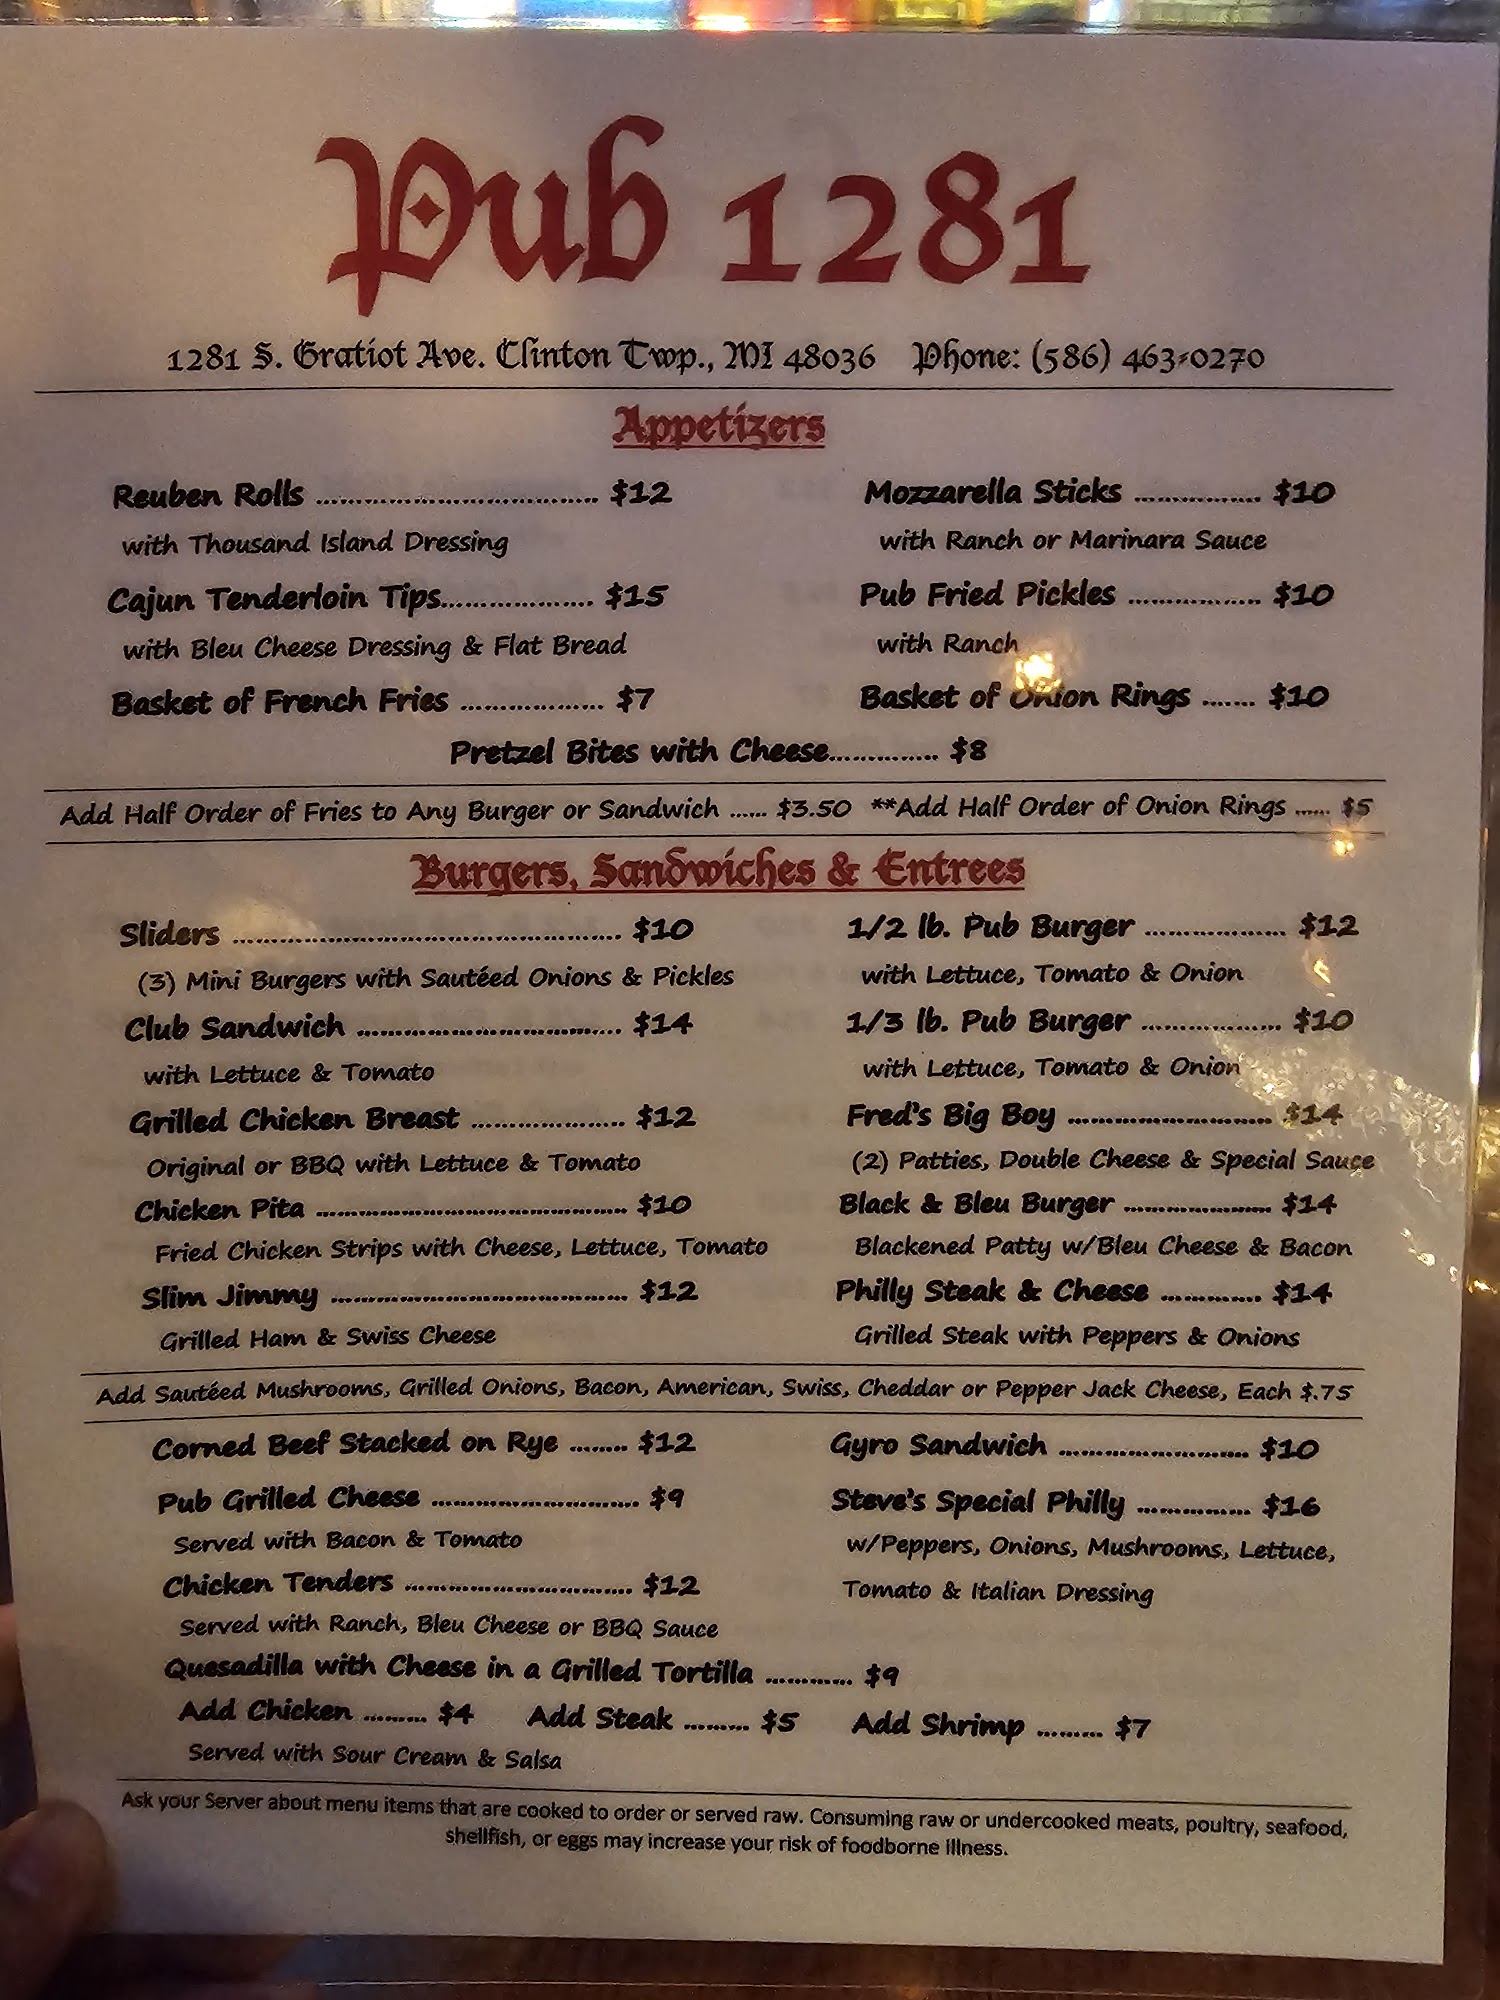 Pub 1281
1281 S. Gratiot Ave. Clinton Twp., MI 48036 Phone: (586) 463-0270
Appetizers
Reuben Rolls .................................... $12
with Thousand Island Dressing
Mozzarella Sticks ................ $10
with Ranch or Marinara Sauce
Cajun Tenderloin Tips.................... $15
with Bleu Cheese Dressing & Flat Bread
Pub Fried Pickles ................. $10
with Ranch
Basket of French Fries ................... $7
Basket of Onion Rings ....... $10
Pretzel Bites with Cheese.............. $8
Add Half Order of Fries to Any Burger or Sandwich ...... $3.50 **Add Half Order of Onion Rings ...... $5
Burgers, Sandwiches & Entrees
Sliders .................................................. $10
(3) Mini Burgers with Sautéed Onions & Pickles
Club Sandwich .................................. $14
with Lettuce & Tomato
Grilled Chicken Breast .................... $12
Original or BBQ with Lettuce & Tomato
Chicken Pita ........................................ $10
Fried Chicken Strips with Cheese, Lettuce, Tomato
Slim Jimmy ...................................... $12
Grilled Ham & Swiss Cheese
1/2 lb. Pub Burger ................... $12
with Lettuce, Tomato & Onion
1/3 lb. Pub Burger ................... $10
with Lettuce, Tomato & Onion
Fred's Big Boy ........................... $14
(2) Patties, Double Cheese & Special Sauce
Black & Bleu Burger .................... $14
Blackened Patty w/Bleu Cheese & Bacon
Philly Steak & Cheese ............. $14
Grilled Steak with Peppers & Onions
Add Sautéed Mushrooms, Grilled Onions, Bacon, American, Swiss, Cheddar or Pepper Jack Cheese, Each $.75
Corned Beef Stacked on Rye ........ $12
Pub Grilled Cheese ........................... $9
Served with Bacon & Tomato
Chicken Tenders .............................. $12
Served with Ranch, Bleu Cheese or BBQ Sauce
Gyro Sandwich ......................... $10
Steve's Special Philly ............... $16
w/Peppers, Onions, Mushrooms, Lettuce,
Tomato & Italian Dressing
Quesadilla with Cheese in a Grilled Tortilla ............ $9
Add Chicken ......... $4 Add Steak ......... $5 Add Shrimp ......... $7
Served with Sour Cream & Salsa
Ask your Server about menu items that are cooked to order or served raw. Consuming raw or undercooked meats, poultry, seafood,
shellfish, or eggs may increase your risk of foodborne illness.